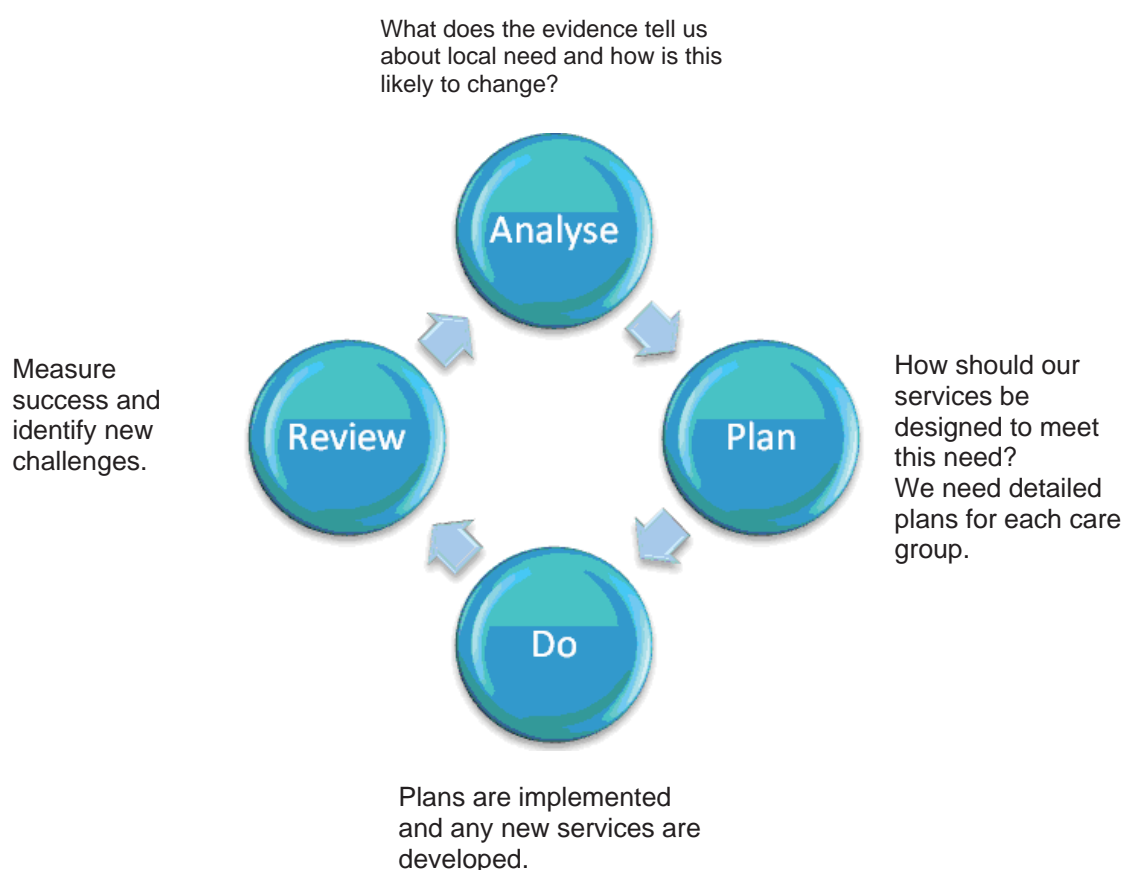 What does the evidence tell us
about local need and how is this
likely to change?
Analyse
Measure
success and
identify new
challenges.
Review
Plan
How should our
services be
designed to meet
this need?
We need detailed
plans for each care
group.
Do
Plans are implemented
and any new services are
developed.